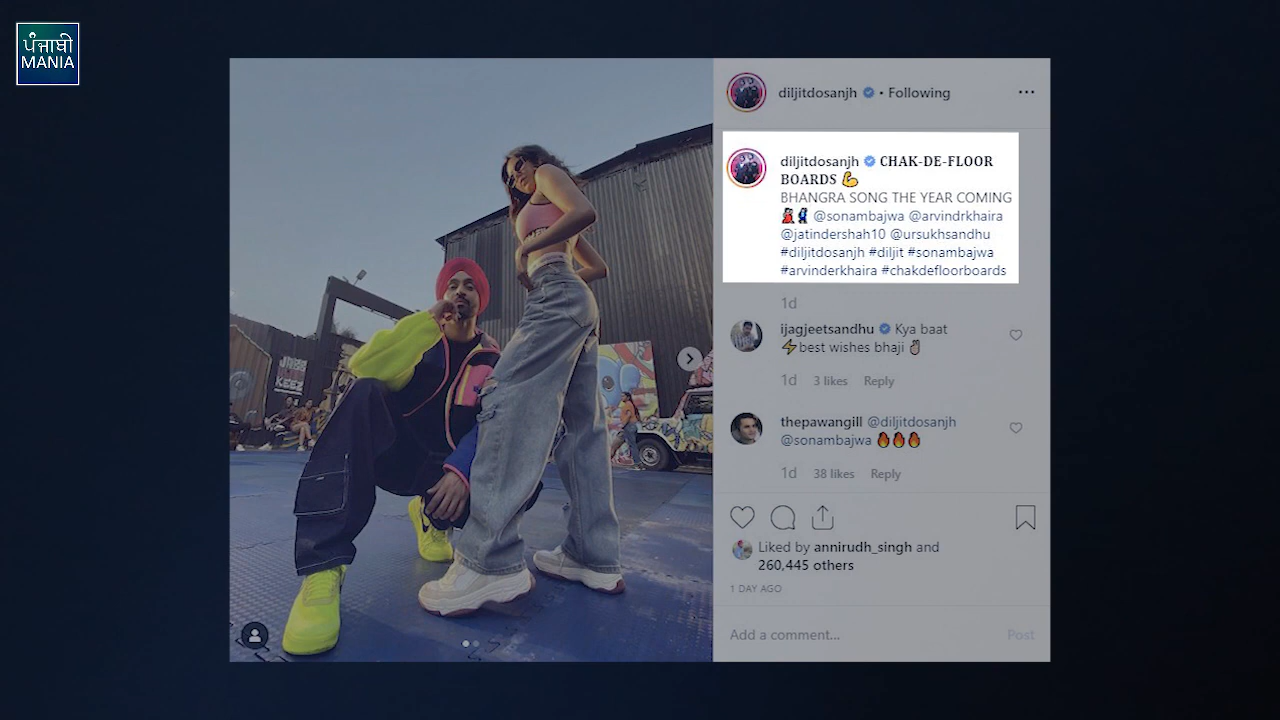 ਪੰਜਾਬੀ
MANIA
diljitdosanjh • Following
diljitdosanjh CHAK-DE-FLOOR
BOARDS 💪
BHANGRA SONG THE YEAR COMING
💃🕺 @sonambajwa @arvindrkhaira
@jatindershah10 @ursukhsandhu
#diljitdosanjh #diljit #sonambajwa
#arvinderkhaira #chakdefloorboards
1d
ijagjeetsandhu Kya baat
⚡best wishes bhaji ✌
1d 3 likes Reply
thepawangill @diljitdosanjh
@sonambajwa 🔥🔥🔥
1d 38 likes Reply
Liked by annirudh_singh and
260,445 others
1 DAY AGO
Add a comment... Post